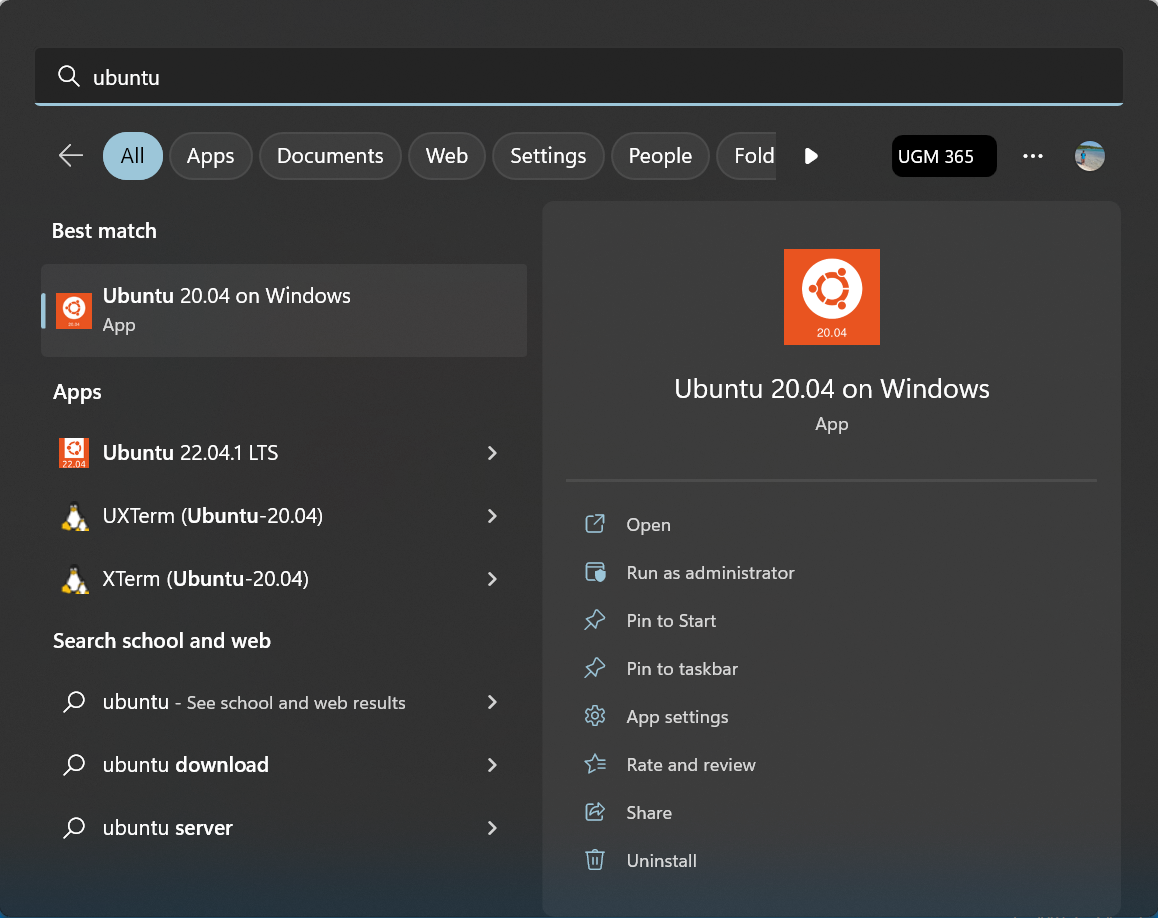 ubuntu
All Apps Documents Web Settings People Fold UGM 365
Best match
Ubuntu 20.04 on Windows
App
Apps
22.04
Ubuntu 22.04.1 LTS
UXTerm (Ubuntu-20.04)
XTerm (Ubuntu-20.04)
Search school and web
ubuntu - See school and web results
ubuntu download
ubuntu server
20.04
Ubuntu 20.04 on Windows
App
Open
Run as administrator
Pin to Start
Pin to taskbar
App settings
Rate and review
Share
Uninstall